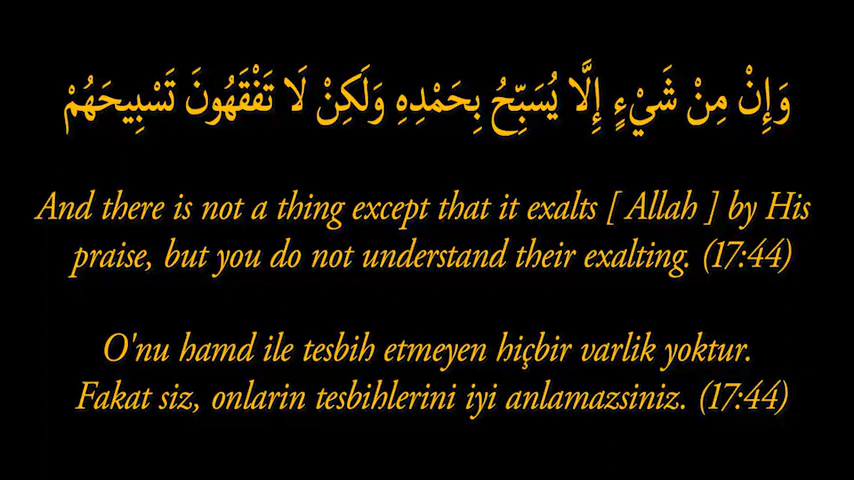 وَإِنْ مِنْ شَيْءٍ إِلَّا يُسَبِّحُ بِحَمْدِهِ وَلَكِنْ لَا تَفْقَهُونَ تَسْبِيحَهُمْ
And there is not a thing except that it exalts [ Allah ] by His
praise, but you do not understand their exalting. (17:44)
O'nu hamd ile tesbih etmeyen hiçbir varlik yoktur.
Fakat siz, onlarin tesbihlerini iyi anlamazsiniz. (17:44)